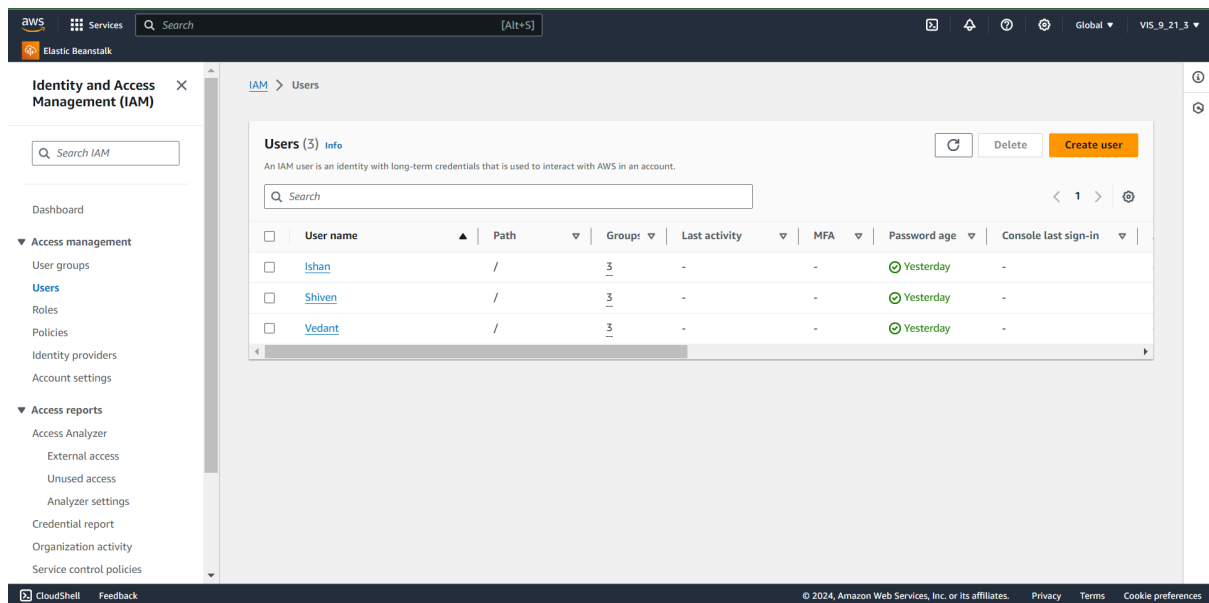 aws Services Search [Alt+S] Global VIS_9_21_3
Elastic Beanstalk
Identity and Access
Management (IAM)
Search IAM
Dashboard
Access management
User groups
Users
Roles
Policies
Identity providers
Account settings
Access reports
Access Analyzer
External access
Unused access
Analyzer settings
Credential report
Organization activity
Service control policies
IAM > Users
Users (3) Info
Delete
Create user
An IAM user is an identity with long-term credentials that is used to interact with AWS in an account.
Search
< 1 >
User name Path Group: Last activity MFA Password age Console last sign-in
Ishan / 3 - - Yesterday -
Shiven / 3 - - Yesterday -
Vedant / 3 - - Yesterday -
CloudShell Feedback © 2024, Amazon Web Services, Inc. or its affiliates. Privacy Terms Cookie preferences